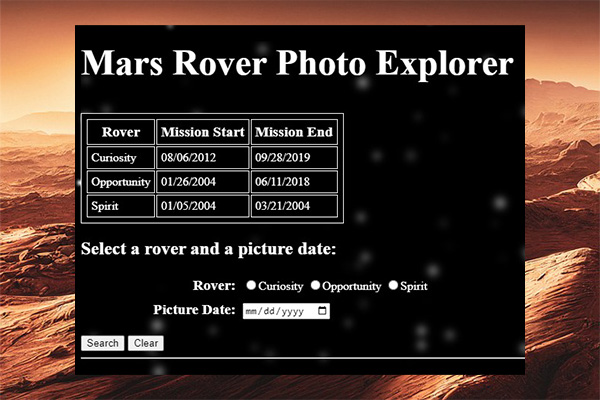 Mars Rover Photo Explorer
Rover Mission Start Mission End
Curiosity 08/06/2012 09/28/2019
Opportunity 01/26/2004 06/11/2018
Spirit 01/05/2004 03/21/2004
Select a rover and a picture date:
Rover: Curiosity Opportunity Spirit
Picture Date: mm/dd/yyyy
Search Clear